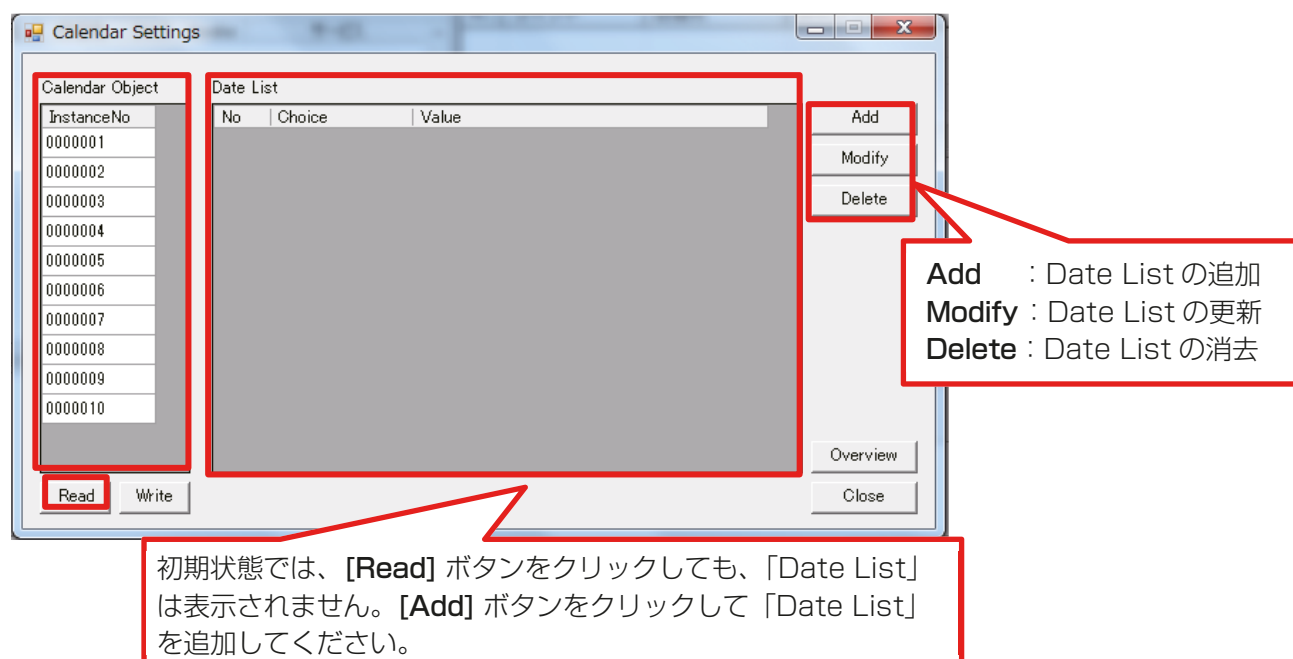 Calendar Settings
Calendar Object
InstanceNo
0000001
0000002
0000003
0000004
0000005
0000006
0000007
0000008
0000009
0000010
Date List
No Choice Value
Add
Modify
Delete
Overview
Read Write Close
Add ：Date List の追加
Modify：Date List の更新
Delete：Date List の消去
初期状態では、[Read] ボタンをクリックしても、「Date List」
は表示されません。[Add] ボタンをクリックして「Date List」
を追加してください。